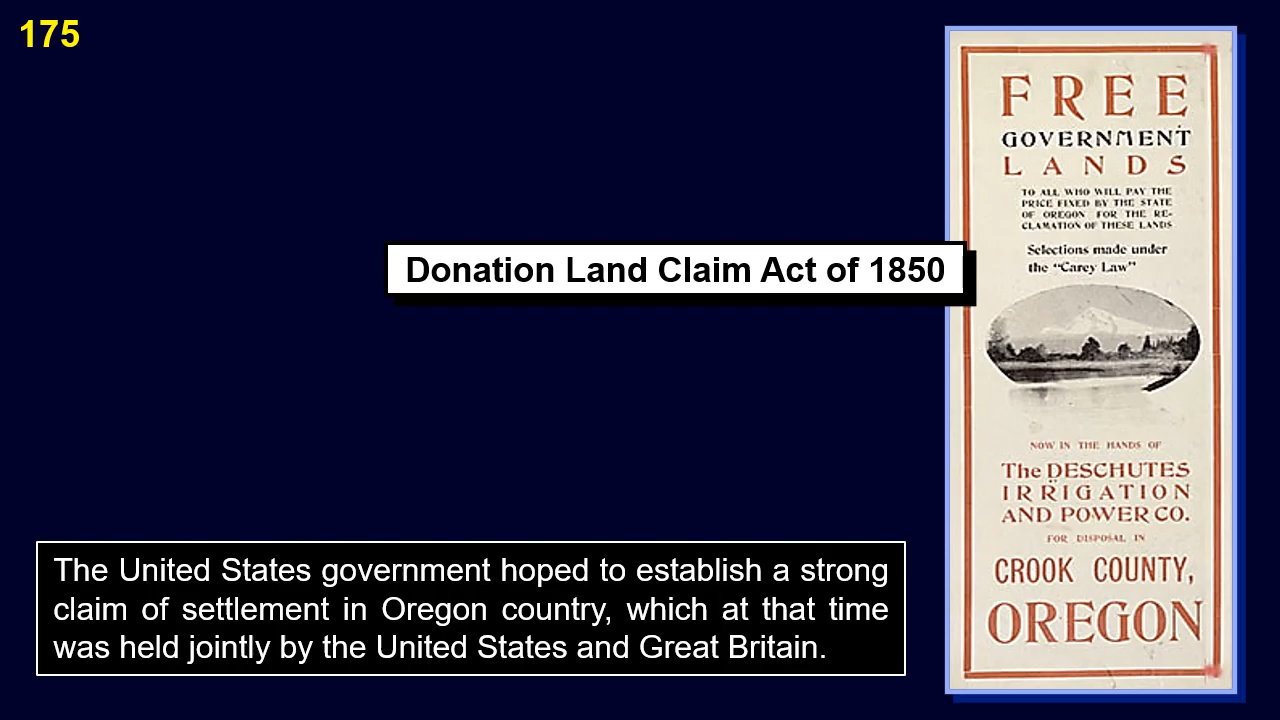 175
Donation Land Claim Act of 1850
The United States government hoped to establish a strong
claim of settlement in Oregon country, which at that time
was held jointly by the United States and Great Britain.
FREE
GOVERNMENT
LANDS
TO ALL WHO WILL PAY THE
PRICE FIXED BY THE STATE
OF OREGON FOR THE RE-
CLAMATION OF THESE LANDS
Selections made under
the "Carey Law"
NOW IN THE HANDS OF
The DESCHUTES
IRRIGATION
AND POWER CO.
FOR DISPOSAL IN
CROOK COUNTY,
OREGON